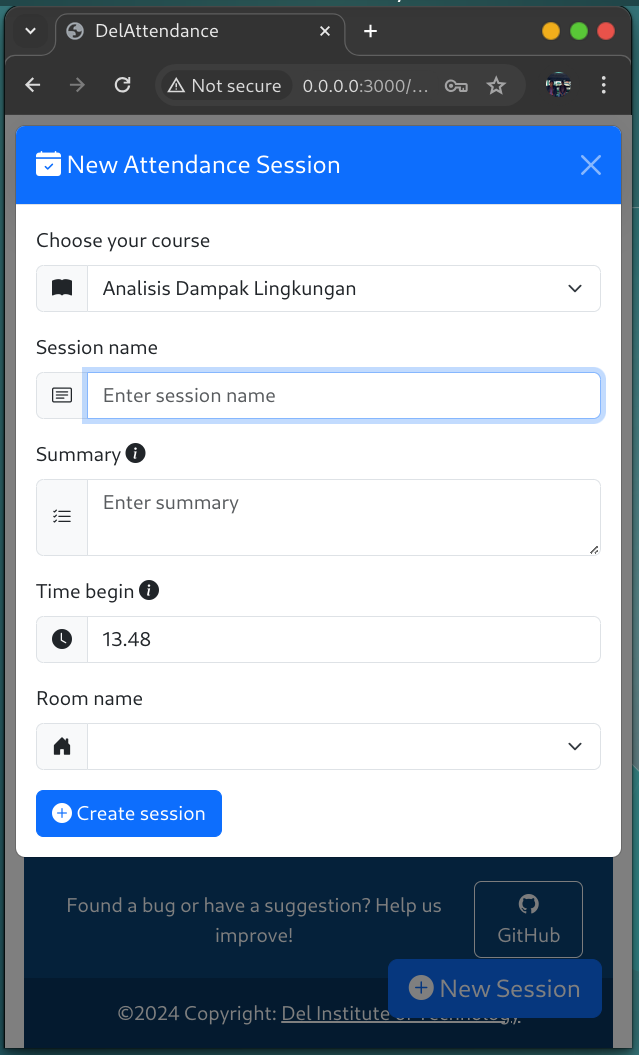 DelAttendance
Not secure 0.0.0.0:3000/...
New Attendance Session
Choose your course
Analisis Dampak Lingkungan
Session name
Enter session name
Summary
Enter summary
Time begin
13.48
Room name
Create session
Found a bug or have a suggestion? Help us
improve!
GitHub
New Session
©2024 Copyright: Del Institute of Technology.